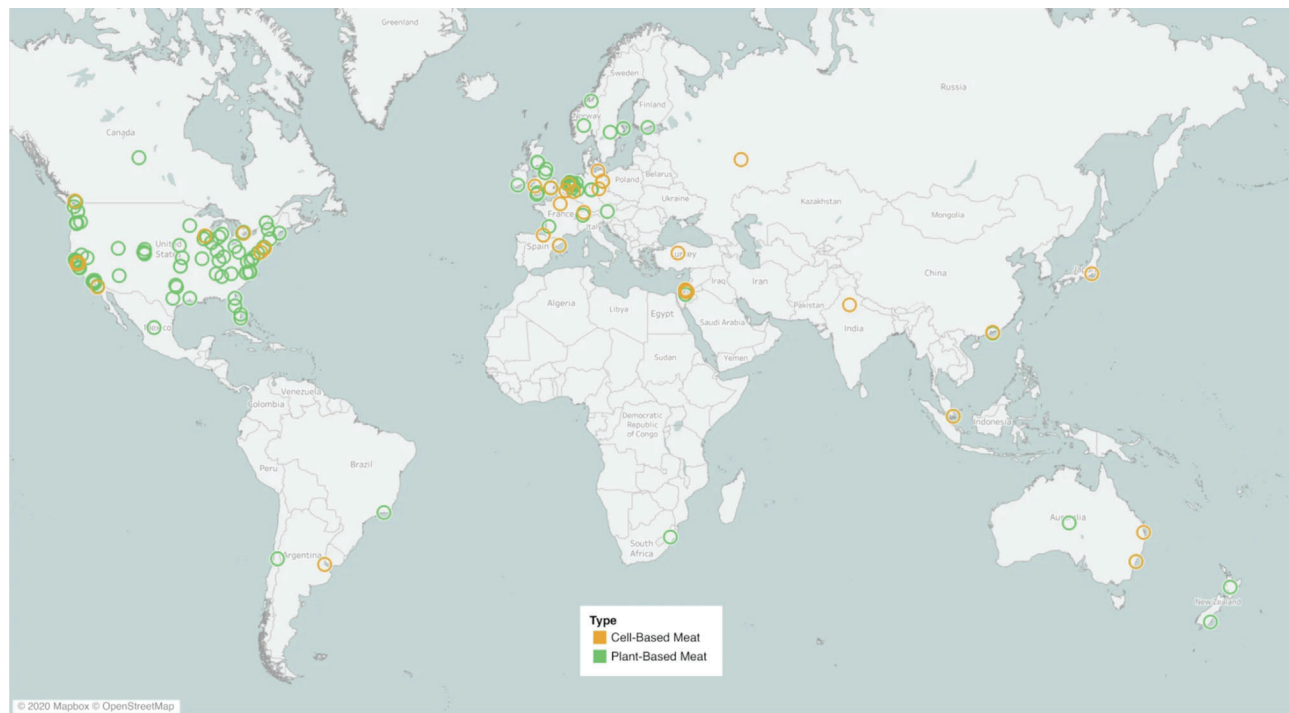 Greenland
Sweden
Finland
Russia
Norway
Canada
Poland
Belarus
Ukraine
Kazakhstan
Mongolia
France
Italy
United
States
Spain
Turkey
China
Iraq
Iran
Algeria
Libya
Egypt
Pakistan
Mexico
Saudi Arabia
India
Sudan
Yemen
Venezuela
Colombia
Democratic
Republic
of Congo
Indonesia
Peru
Brazil
Australia
South
Africa
Argentina
New Zealand
Type
Cell-Based Meat
Plant-Based Meat
© 2020 Mapbox © OpenStreetMap